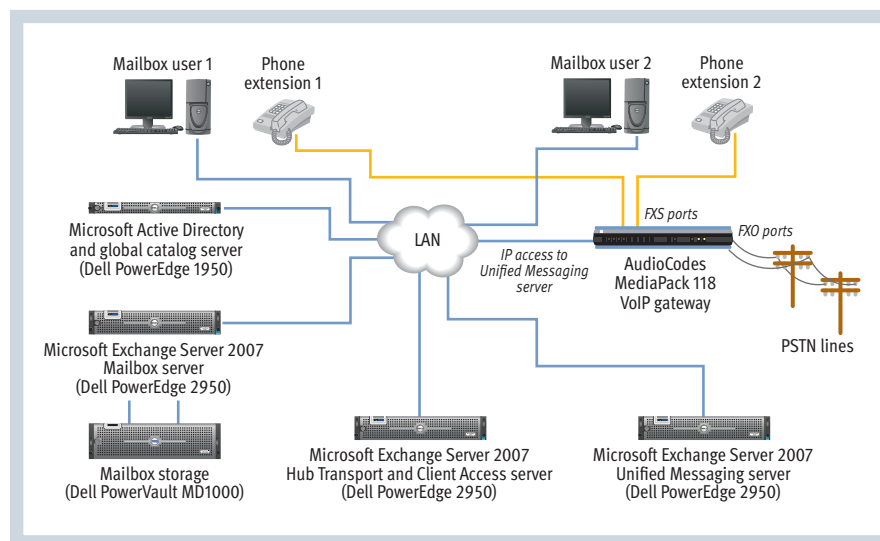 Mailbox user 1
Phone
extension 1
Mailbox user 2
Phone
extension 2
Microsoft Active Directory
and global catalog server
(Dell PowerEdge 1950)
LAN
FXS ports
FXO ports
IP access to
Unified Messaging
server
AudioCodes
MediaPack 118
VoIP gateway
PSTN lines
Microsoft Exchange Server 2007
Mailbox server
(Dell PowerEdge 2950)
Mailbox storage
(Dell PowerVault MD1000)
Microsoft Exchange Server 2007
Hub Transport and Client Access server
(Dell PowerEdge 2950)
Microsoft Exchange Server 2007
Unified Messaging server
(Dell PowerEdge 2950)